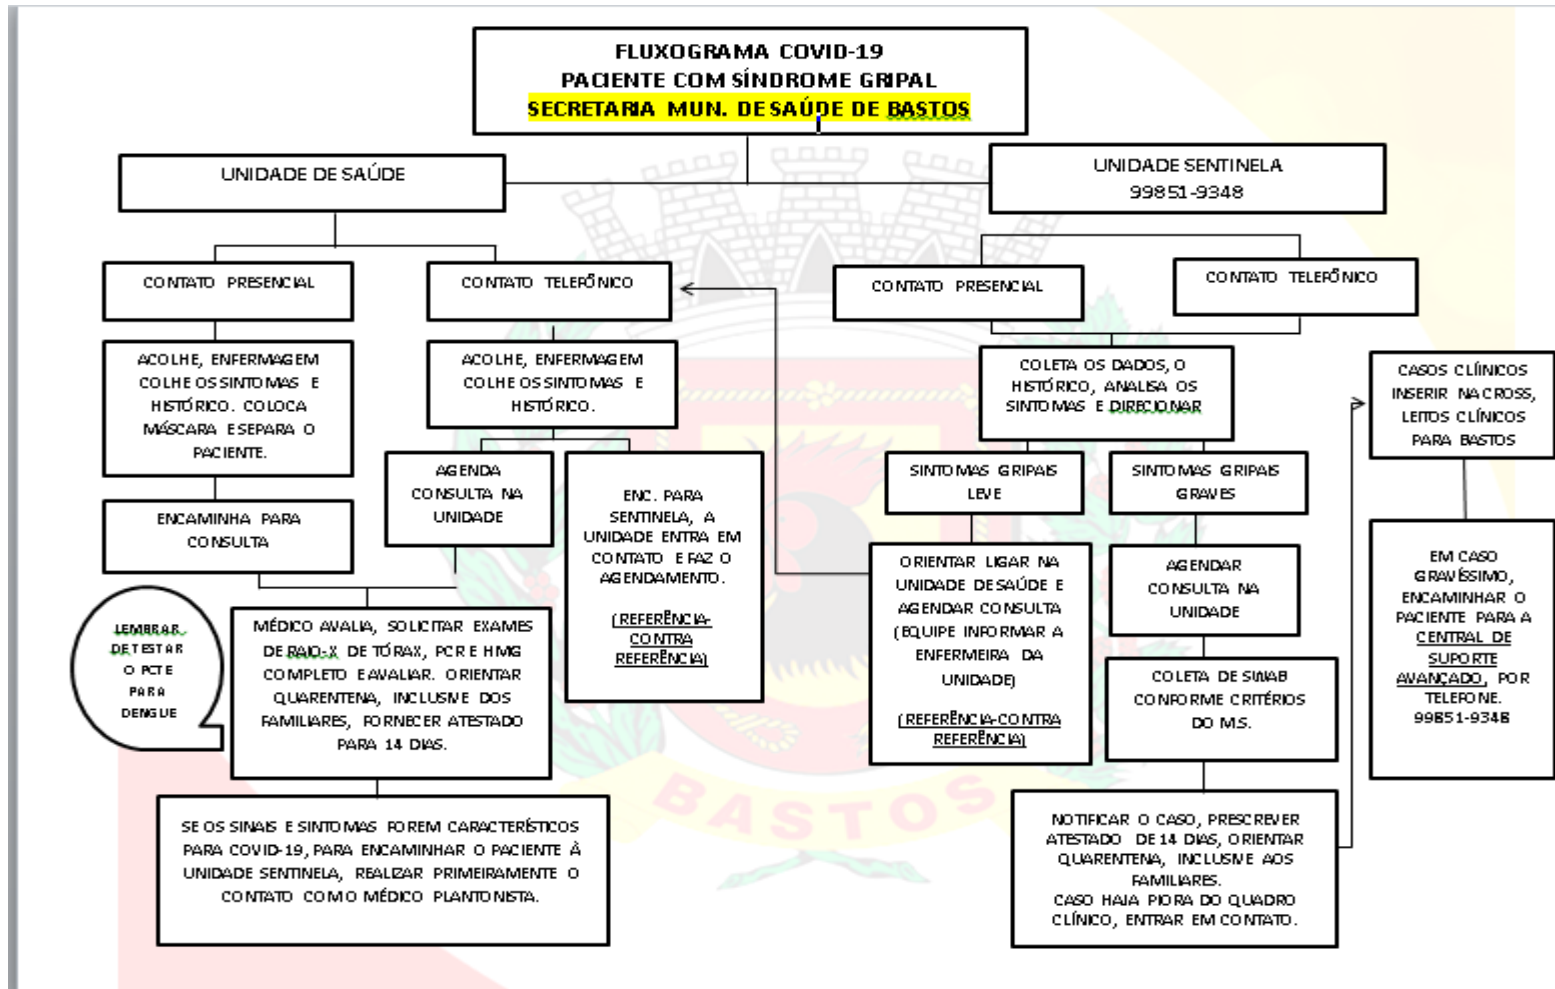 FLUXOGRAMA COVID-19
PACIENTE COM SÍNDROME GRIPAL
SECRETARIA MUN. DE SAÚDE DE BASTOS
UNIDADE DE SAÚDE
UNIDADE SENTINELA
99851-9348
CONTATO PRESENCIAL
CONTATO TELEFÔNICO
CONTATO PRESENCIAL
CONTATO TELEFÔNICO
ACOLHE, ENFERMAGEM
COLHE OS SINTOMAS E
HISTÓRICO. COLOCA
MÁSCARA E SEPARA O
PACIENTE.
ACOLHE, ENFERMAGEM
COLHE OS SINTOMAS E
HISTÓRICO.
COLETA OS DADOS, O
HISTÓRICO, ANALISA OS
SINTOMAS E DIRECIONAR
CASOS CLÍINICOS
INSERIR NA CROSS,
LEITOS CLÍNICOS
PARA BASTOS
ENCAMINHA PARA
CONSULTA
AGENDA
CONSULTA NA
UNIDADE
ENC. PARA
SENTINELA, A
UNIDADE ENTRA EM
CONTATO E FAZ O
AGENDAMENTO.
(REFERÊNCIA-
CONTRA
REFERÊNCIA)
SINTOMAS GRIPAIS
LEVE
SINTOMAS GRIPAIS
GRAVES
ORIENTAR LIGAR NA
UNIDADE DE SAÚDE E
AGENDAR CONSULTA
(EQUIPE INFORMAR A
ENFERMEIRA DA
UNIDADE)
(REFERÊNCIA-CONTRA
REFERÊNCIA)
AGENDAR
CONSULTA NA
UNIDADE
EM CASO
GRAVÍSSIMO,
ENCAMINHAR O
PACIENTE PARA A
CENTRAL DE
SUPORTE
AVANÇADO, POR
TELEFONE.
99851-9348
LEMBRAR
DE TESTAR
O PCTE
PARA
DENGUE
MÉDICO AVALIA, SOLICITAR EXAMES
DE RAIO-X DE TÓRAX, PCR E HMG
COMPLETO E AVALIAR. ORIENTAR
QUARENTENA, INCLUSIVE DOS
FAMILIARES, FORNECER ATESTADO
PARA 14 DIAS.
COLETA DE SWAB
CONFORME CRITÉRIOS
DO M.S.
SE OS SINAIS E SINTOMAS FOREM CARACTERÍSTICOS
PARA COVID-19, PARA ENCAMINHAR O PACIENTE À
UNIDADE SENTINELA, REALIZAR PRIMEIRAMENTE O
CONTATO COM O MÉDICO PLANTONISTA.
NOTIFICAR O CASO, PRESCREVER
ATESTADO DE 14 DIAS, ORIENTAR
QUARENTENA, INCLUSIVE AOS
FAMILIARES.
CASO HAJA PIORA DO QUADRO
CLÍNICO, ENTRAR EM CONTATO.
BASTOS